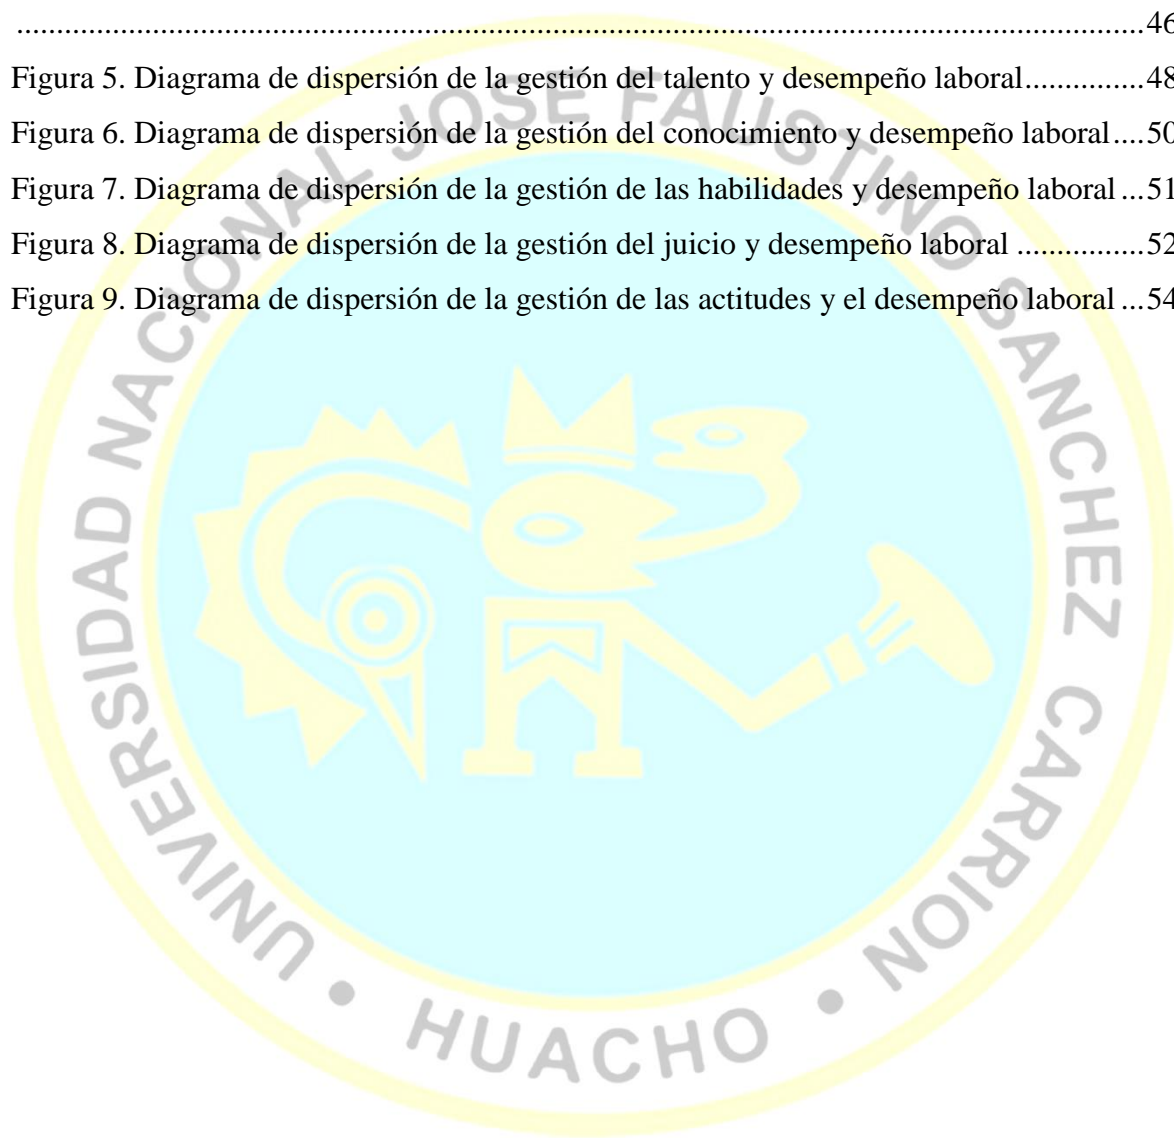 ..............................................................................................................................................46
Figura 5. Diagrama de dispersión de la gestión del talento y desempeño laboral...............48
Figura 6. Diagrama de dispersión de la gestión del conocimiento y desempeño laboral....50
Figura 7. Diagrama de dispersión de la gestión de las habilidades y desempeño laboral...51
Figura 8. Diagrama de dispersión de la gestión del juicio y desempeño laboral................52
Figura 9. Diagrama de dispersión de la gestión de las actitudes y el desempeño laboral...54
UNIVERSIDAD NACIONAL JOSE FAUSTINO SANCHEZ CARRION • HUACHO •